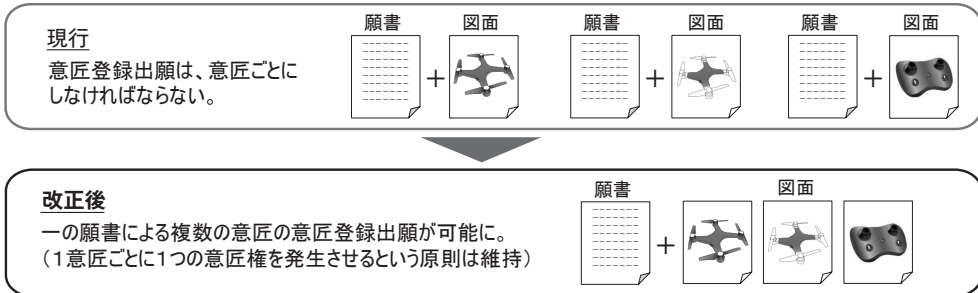 現行
意匠登録出願は、意匠ごとに
しなければならない。
願書 図面 願書 図面 願書 図面
+ + +
改正後
一の願書による複数の意匠の意匠登録出願が可能に。
（１意匠ごとに１つの意匠権を発生させるという原則は維持）
願書 図面
+